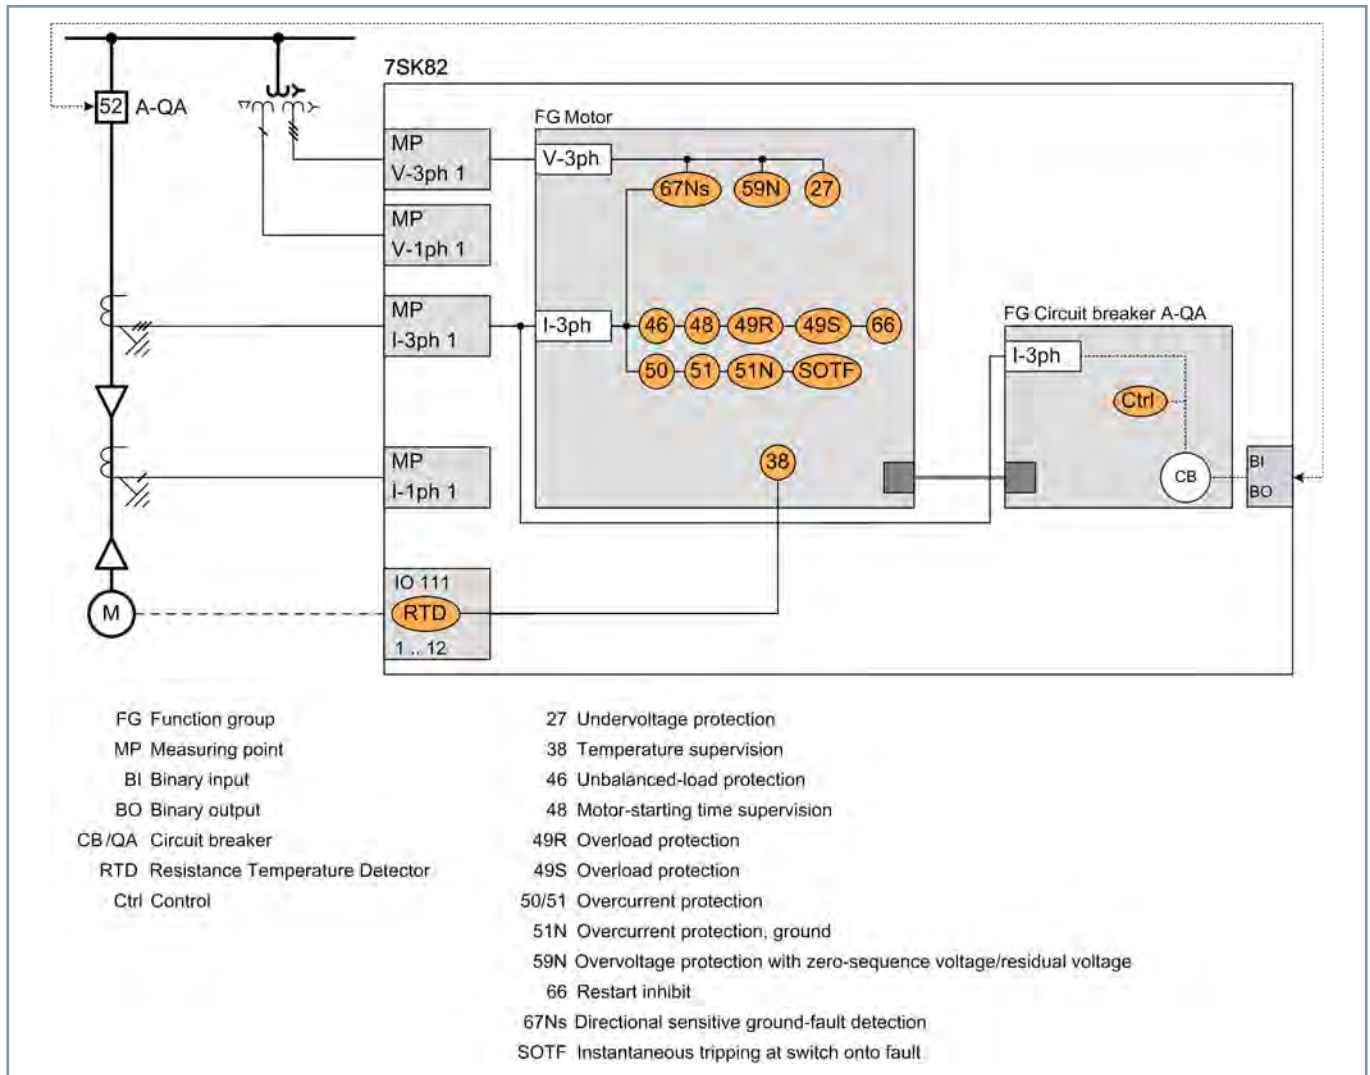 7SK82
52 A-QA
FG Motor
MP
V-3ph 1
V-3ph
67Ns 59N 27
MP
V-1ph 1
MP
I-3ph 1
I-3ph
46 48 49R 49S 66
50 51 51N SOTF
FG Circuit breaker A-QA
I-3ph
Ctrl
38
CB
BI
BO
MP
I-1ph 1
IO 111
RTD
1 .. 12
M
FG Function group
MP Measuring point
BI Binary input
BO Binary output
CB/QA Circuit breaker
RTD Resistance Temperature Detector
Ctrl Control
27 Undervoltage protection
38 Temperature supervision
46 Unbalanced-load protection
48 Motor-starting time supervision
49R Overload protection
49S Overload protection
50/51 Overcurrent protection
51N Overcurrent protection, ground
59N Overvoltage protection with zero-sequence voltage/residual voltage
66 Restart inhibit
67Ns Directional sensitive ground-fault detection
SOTF Instantaneous tripping at switch onto fault